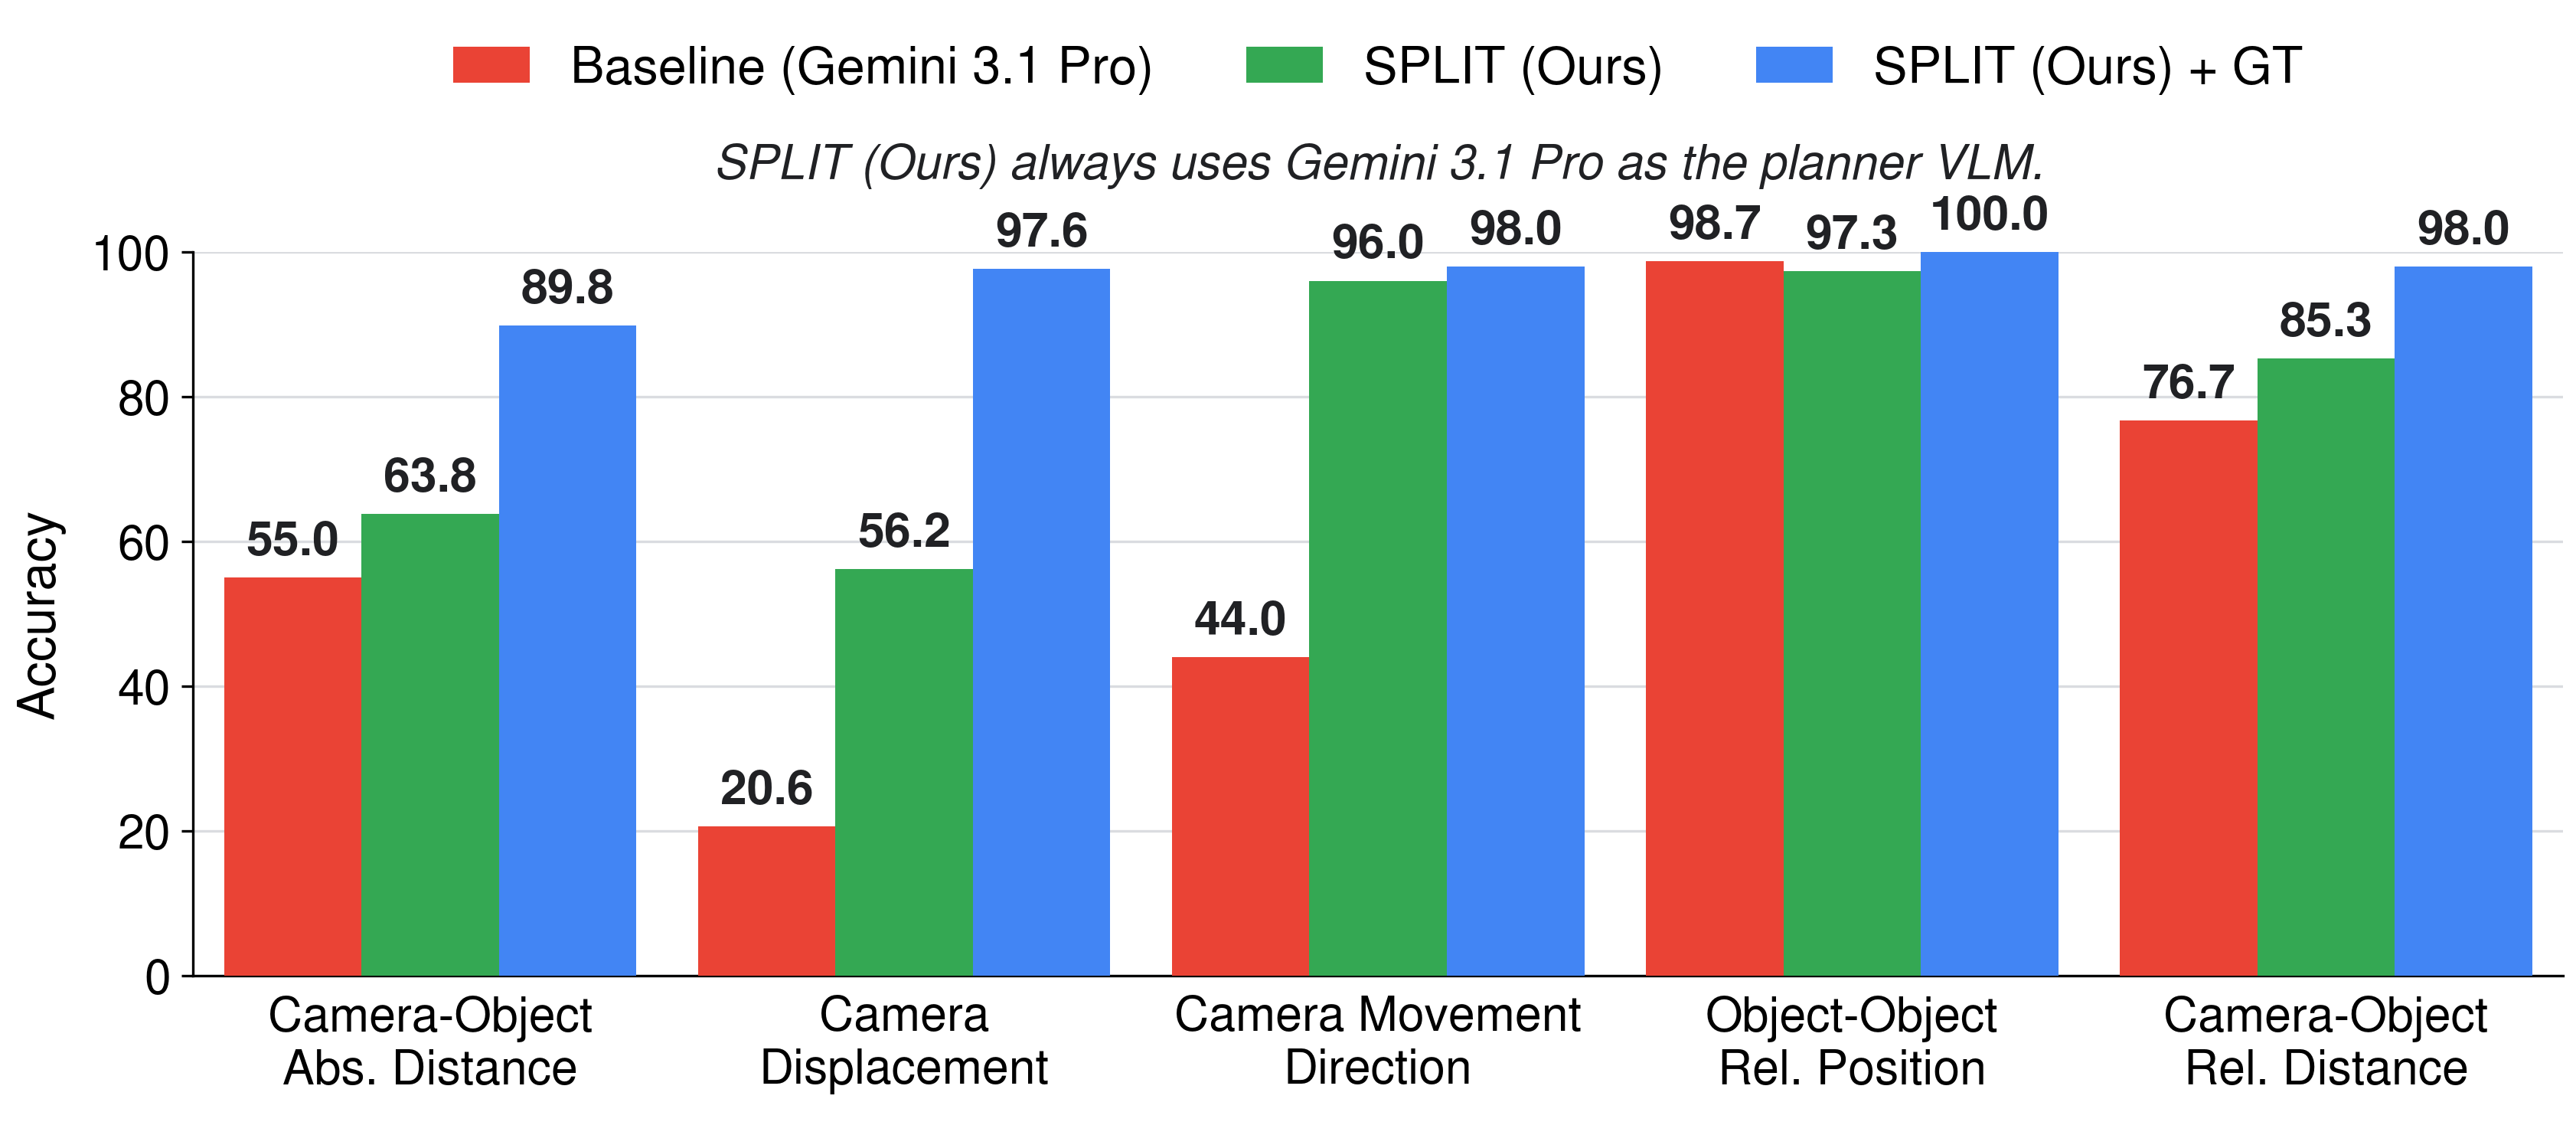 Baseline (Gemini 3.1 Pro) SPLIT (Ours) SPLIT (Ours) + GT
SPLIT (Ours) always uses Gemini 3.1 Pro as the planner VLM.
Accuracy
100
80
60
40
20
0
55.0 63.8 89.8
20.6 56.2 97.6
44.0 96.0 98.0
98.7 97.3 100.0
76.7 85.3 98.0
Camera-Object
Abs. Distance
Camera
Displacement
Camera Movement
Direction
Object-Object
Rel. Position
Camera-Object
Rel. Distance